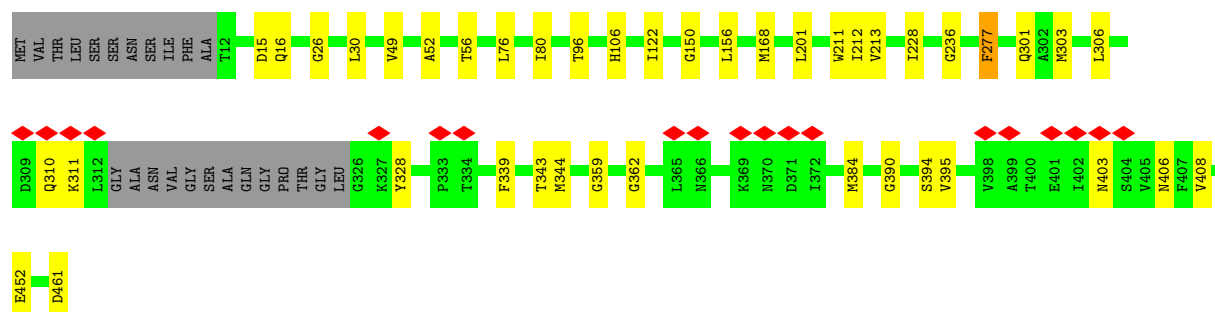 MET VAL THR LEU SER SER ASN SER ILE PHE ALA T12 D15 Q16 G26 L30 V49 A52 T56 L76 I80 T96 H106 I122 G150 L156 M168 L201 W211 I212 V213 I228 G236 F277 Q301 A302 M303 L306
D309 Q310 K311 L312 GLY ALA ASN VAL GLY SER ALA GLN GLY PRO THR GLY LEU G326 K327 Y328 P333 T334 F339 T343 M344 G359 G362 L365 N366 K369 N370 D371 I372 M384 G390 S394 V395 V398 A399 T400 E401 I402 N403 S404 V405 N406 F407 V408
E452 D461